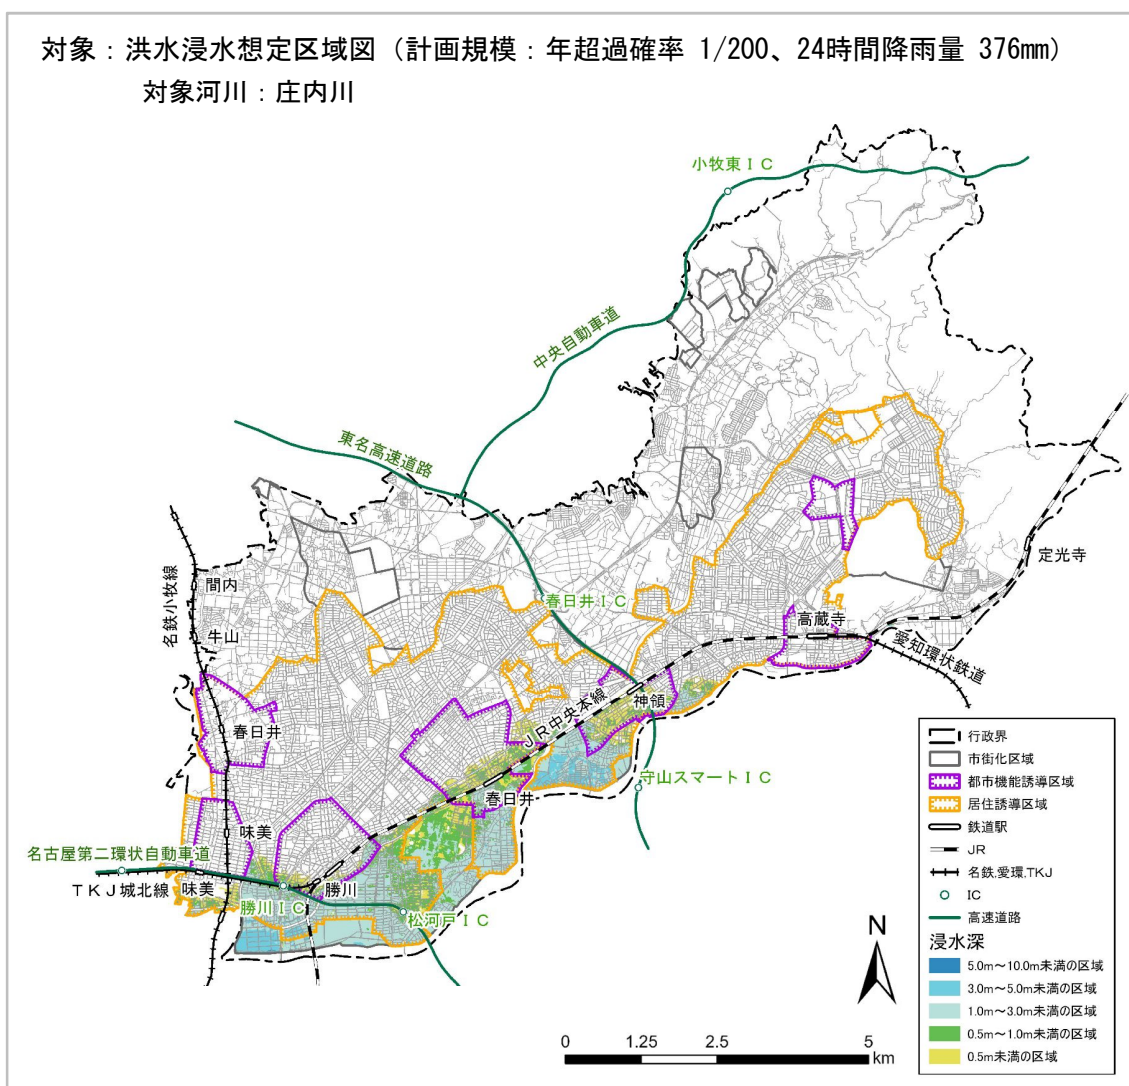 対象：洪水浸水想定区域図（計画規模：年超過確率 1/200、24時間降雨量 376mm）
対象河川：庄内川
小牧東ＩＣ
中央自動車道
東名高速道路
名鉄小牧線
間内
牛山
春日井ＩＣ
定光寺
高蔵寺
愛知環状鉄道
神領
ＪＲ中央本線
春日井
守山スマートＩＣ
春日井
味美
名古屋第二環状自動車道
ＴＫＪ城北線
味美
勝川
勝川ＩＣ
松河戸ＩＣ
行政界
市街化区域
都市機能誘導区域
居住誘導区域
鉄道駅
JR
名鉄.愛環.TKJ
IC
高速道路
浸水深
5.0m～10.0m未満の区域
3.0m～5.0m未満の区域
1.0m～3.0m未満の区域
0.5m～1.0m未満の区域
0.5m未満の区域
N
0 1.25 2.5 5
km